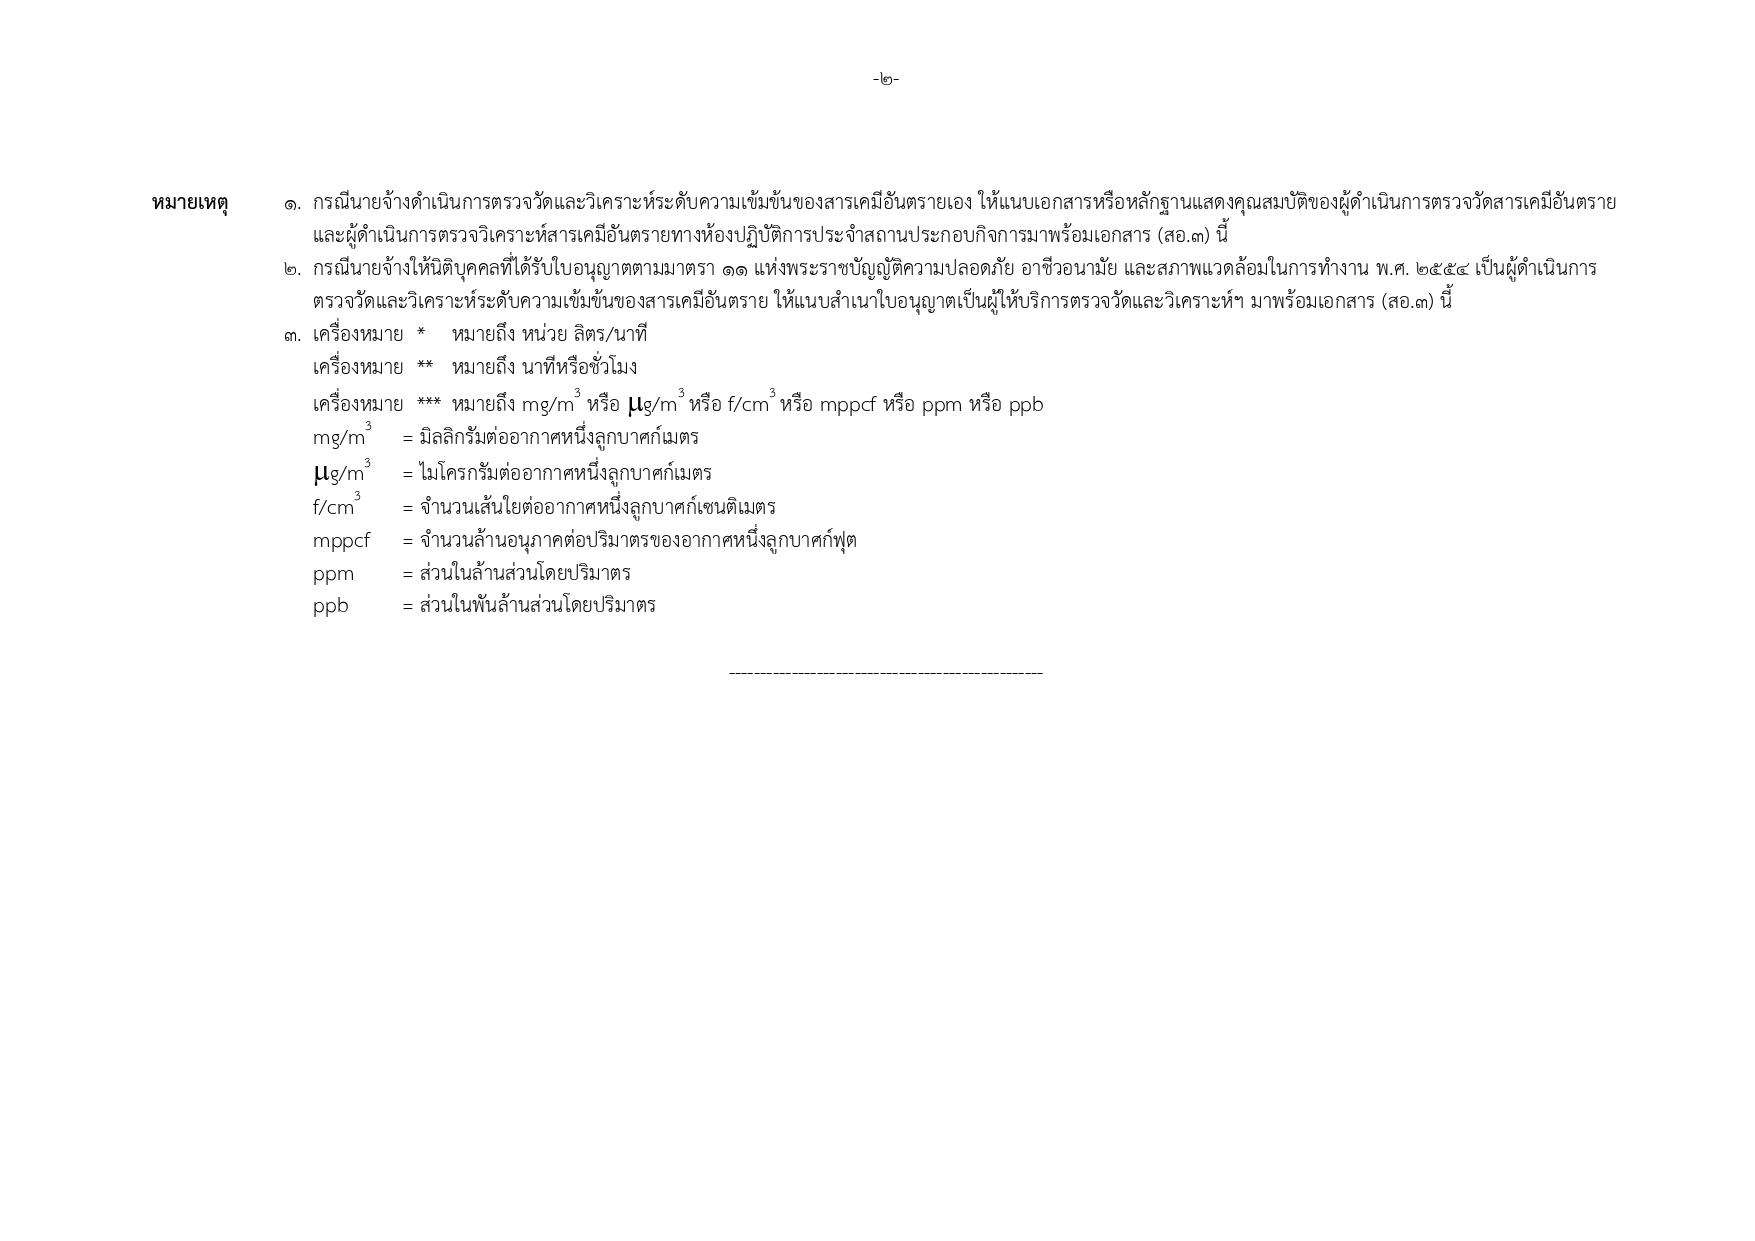 -๒-
หมายเหตุ ๑. กรณีนายจ้างดำเนินการตรวจวัดและวิเคราะห์ระดับความเข้มข้นของสารเคมีอันตรายเอง ให้แนบเอกสารหรือหลักฐานแสดงคุณสมบัติของผู้ดำเนินการตรวจวัดสารเคมีอันตราย
และผู้ดำเนินการตรวจวิเคราะห์สารเคมีอันตรายทางห้องปฏิบัติการประจำสถานประกอบกิจการมาพร้อมเอกสาร (สอ.๓) นี้
๒. กรณีนายจ้างให้นิติบุคคลที่ได้รับใบอนุญาตตามมาตรา ๑๑ แห่งพระราชบัญญัติความปลอดภัย อาชีวอนามัย และสภาพแวดล้อมในการทำงาน พ.ศ. ๒๕๕๔ เป็นผู้ดำเนินการ
ตรวจวัดและวิเคราะห์ระดับความเข้มข้นของสารเคมีอันตราย ให้แนบสำเนาใบอนุญาตเป็นผู้ให้บริการตรวจวัดและวิเคราะห์ฯ มาพร้อมเอกสาร (สอ.๓) นี้
๓. เครื่องหมาย * หมายถึง หน่วย ลิตร/นาที
เครื่องหมาย ** หมายถึง นาทีหรือชั่วโมง
เครื่องหมาย *** หมายถึง mg/m³ หรือ µg/m³ หรือ f/cm³ หรือ mppcf หรือ ppm หรือ ppb
mg/m³ = มิลลิกรัมต่ออากาศหนึ่งลูกบาศก์เมตร
µg/m³ = ไมโครกรัมต่ออากาศหนึ่งลูกบาศก์เมตร
f/cm³ = จำนวนเส้นใยต่ออากาศหนึ่งลูกบาศก์เซนติเมตร
mppcf = จำนวนล้านอนุภาคต่อปริมาตรของอากาศหนึ่งลูกบาศก์ฟุต
ppm = ส่วนในล้านส่วนโดยปริมาตร
ppb = ส่วนในพันล้านส่วนโดยปริมาตร
--------------------------------------------------